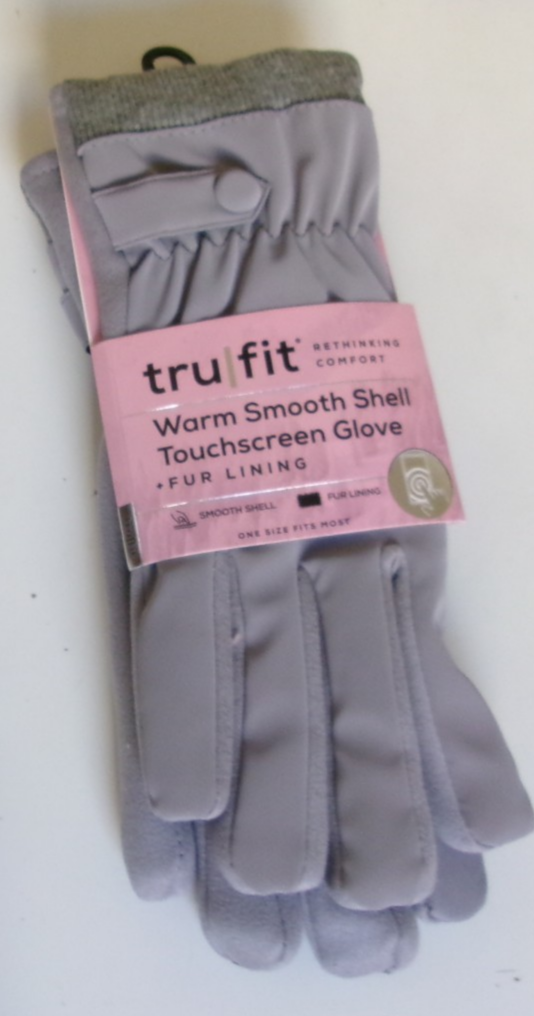 tru|fit®
RETHINKING
COMFORT
Warm Smooth Shell
Touchscreen Glove
+FUR LINING
SMOOTH SHELL
FUR LINING
ONE SIZE FITS MOST